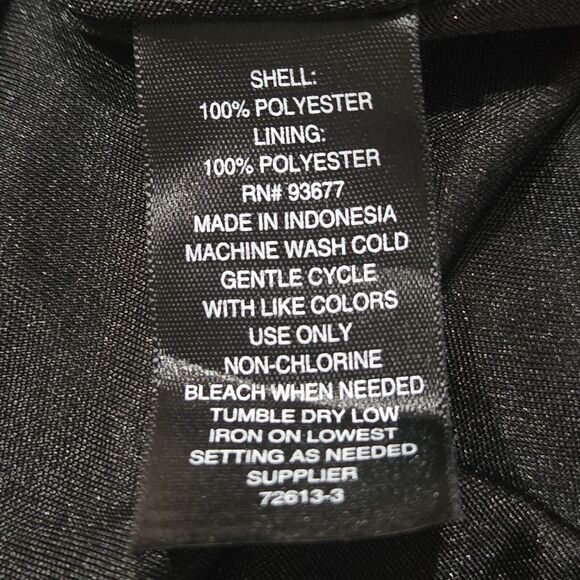 SHELL:
100% POLYESTER
LINING:
100% POLYESTER
RN# 93677
MADE IN INDONESIA
MACHINE WASH COLD
GENTLE CYCLE
WITH LIKE COLORS
USE ONLY
NON-CHLORINE
BLEACH WHEN NEEDED
TUMBLE DRY LOW
IRON ON LOWEST
SETTING AS NEEDED
SUPPLIER
72613-3